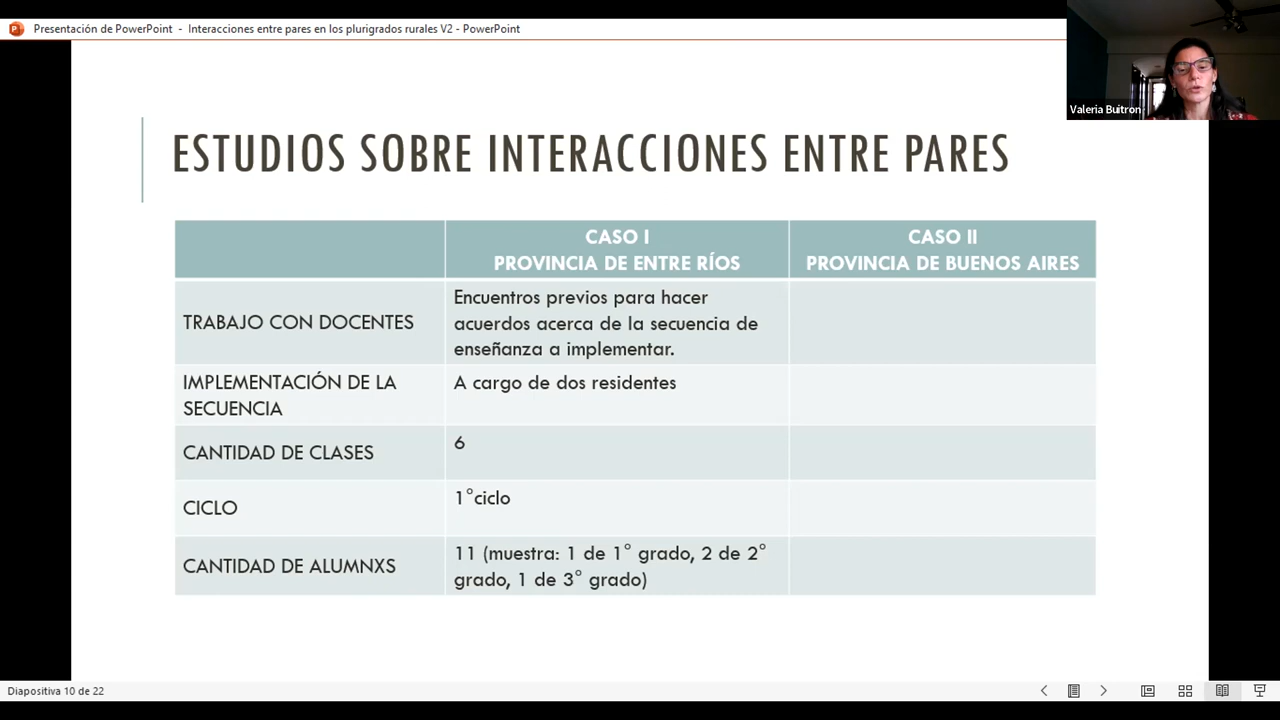 Presentación de PowerPoint - Interacciones entre pares en los plurigrados rurales V2 - PowerPoint
Valeria Buitron
ESTUDIOS SOBRE INTERACCIONES ENTRE PARES
CASO I
PROVINCIA DE ENTRE RÍOS
CASO II
PROVINCIA DE BUENOS AIRES
TRABAJO CON DOCENTES
Encuentros previos para hacer
acuerdos acerca de la secuencia de
enseñanza a implementar.
IMPLEMENTACIÓN DE LA
SECUENCIA
A cargo de dos residentes
CANTIDAD DE CLASES
6
CICLO
1°ciclo
CANTIDAD DE ALUMNXS
11 (muestra: 1 de 1° grado, 2 de 2°
grado, 1 de 3° grado)
Diapositiva 10 de 22